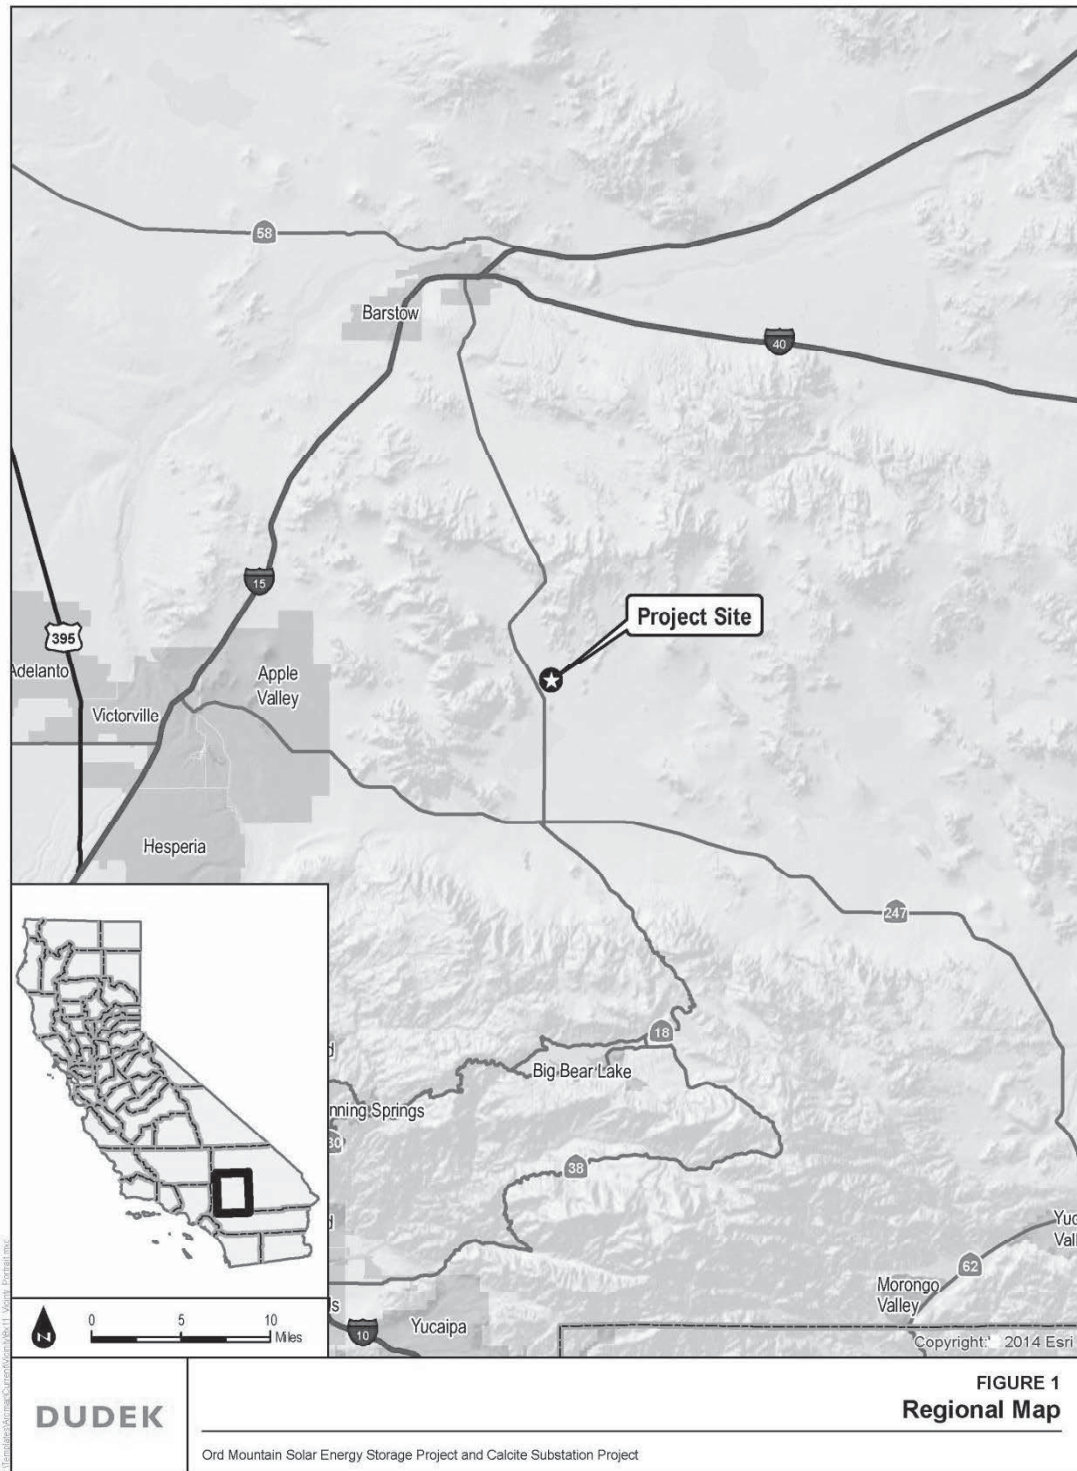 58
Barstow
40
15
Project Site
395
Adelanto
Apple
Valley
Victorville
Hesperia
247
18
Big Bear Lake
nning Springs
38
62
Morongo
Valley
Yucaipa
10
N
0 5 10
Miles
Copyright: 2014 Esri
DUDEK
FIGURE 1
Regional Map
Ord Mountain Solar Energy Storage Project and Calcite Substation Project